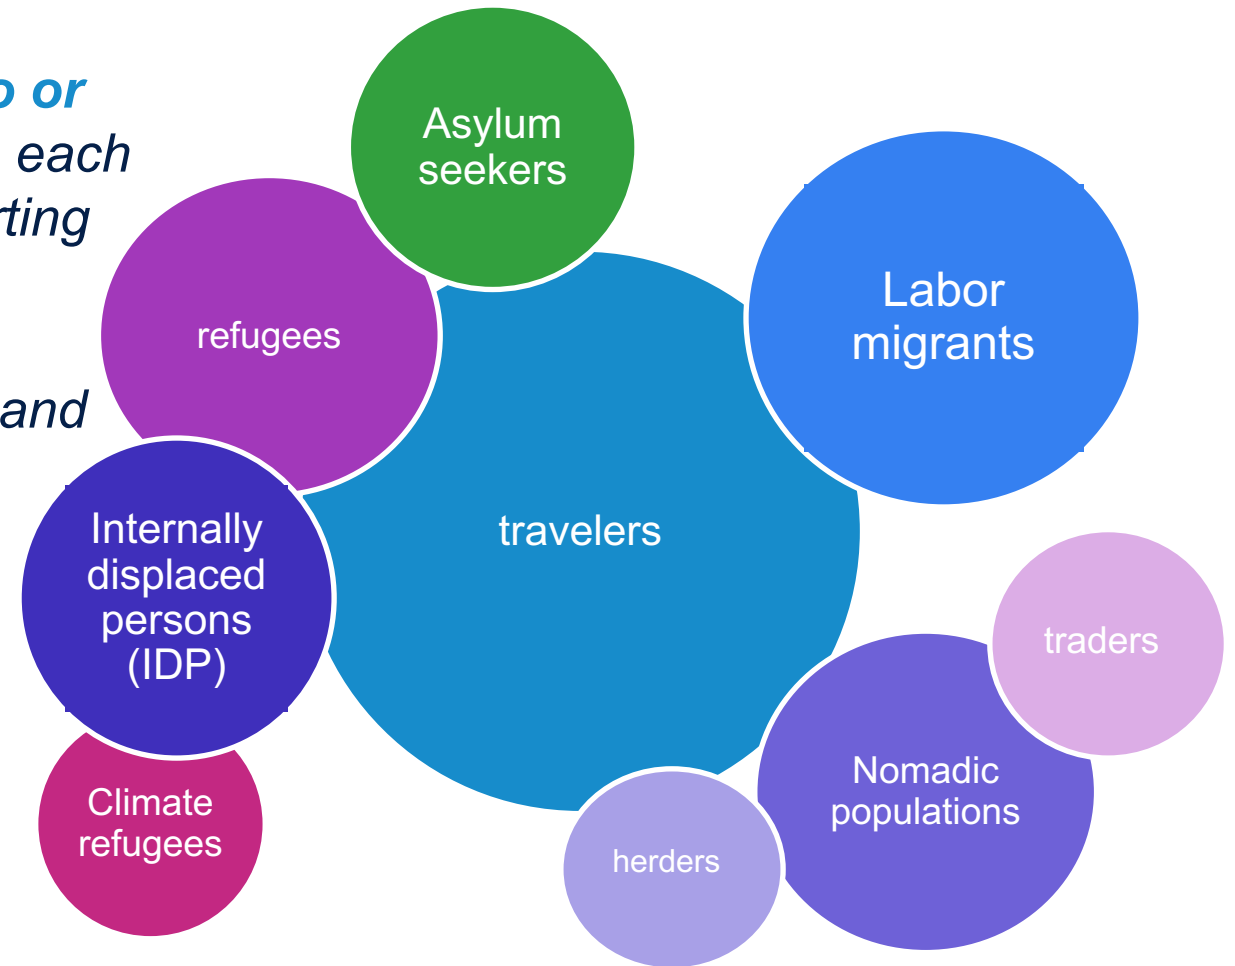 o or
each
rting
and
Asylum
seekers
refugees
Labor
migrants
travelers
Internally
displaced
persons
(IDP)
traders
Climate
refugees
Nomadic
populations
herders